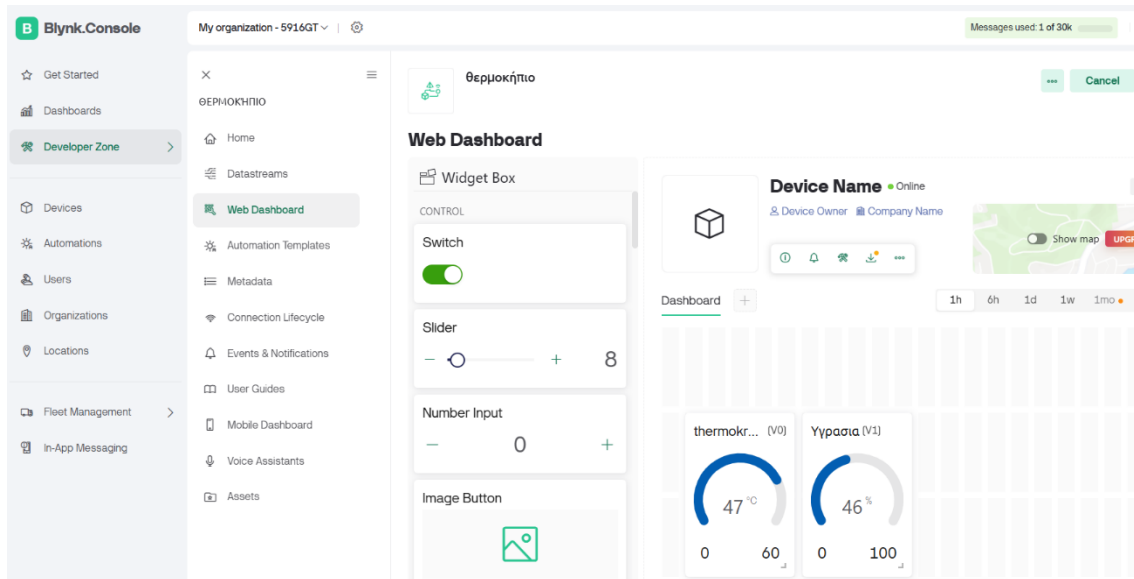 B Blynk.Console
My organization - 5916GT
Messages used: 1 of 30k
Get Started
Dashboards
Developer Zone
Devices
Automations
Users
Organizations
Locations
Fleet Management
In-App Messaging
ΘΕΡΜΟΚΉΠΙΟ
Home
Datastreams
Web Dashboard
Automation Templates
Metadata
Connection Lifecycle
Events & Notifications
User Guides
Mobile Dashboard
Voice Assistants
Assets
θερμοκήπιο
Cancel
Web Dashboard
Widget Box
CONTROL
Switch
Slider
8
Number Input
0
Image Button
Device Name Online
Device Owner Company Name
Show map
Dashboard
1h 6h 1d 1w 1mo
thermokr... (V0)
47 °C
0 60
Υγρασια (V1)
46 %
0 100